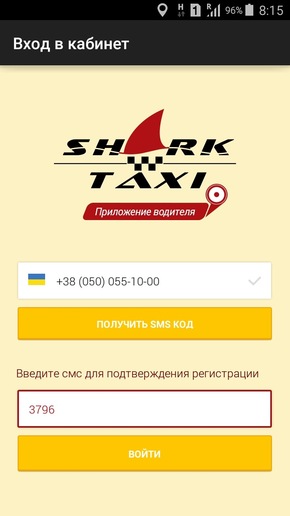 H 1 R 96% 8:15
Вход в кабинет
SHARK
TAXI
Приложение водителя
+38 (050) 055-10-00
ПОЛУЧИТЬ SMS КОД
Введите смс для подтверждения регистрации
3796
ВОЙТИ